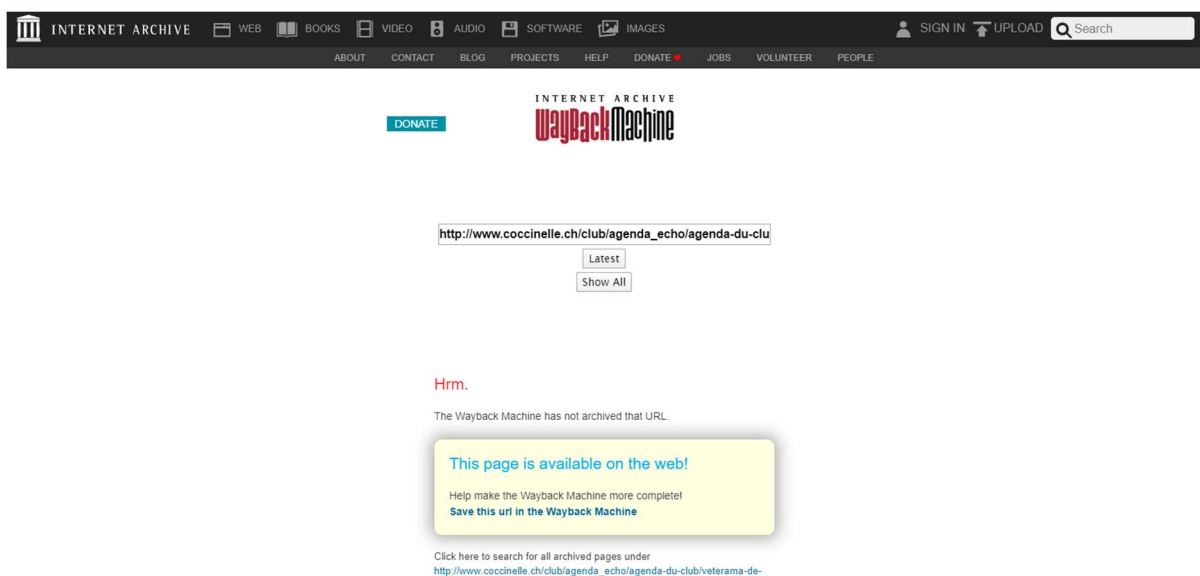 INTERNET ARCHIVE WEB BOOKS VIDEO AUDIO SOFTWARE IMAGES SIGN IN UPLOAD Search
ABOUT CONTACT BLOG PROJECTS HELP DONATE JOBS VOLUNTEER PEOPLE
INTERNET ARCHIVE
DONATE
WayBackMachine
http://www.coccinelle.ch/club/agenda_echo/agenda-du-clu
Latest
Show All
Hrm.
The Wayback Machine has not archived that URL.
This page is available on the web!
Help make the Wayback Machine more complete!
Save this url in the Wayback Machine
Click here to search for all archived pages under
http://www.coccinelle.ch/club/agenda_echo/agenda-du-club/veterama-de-